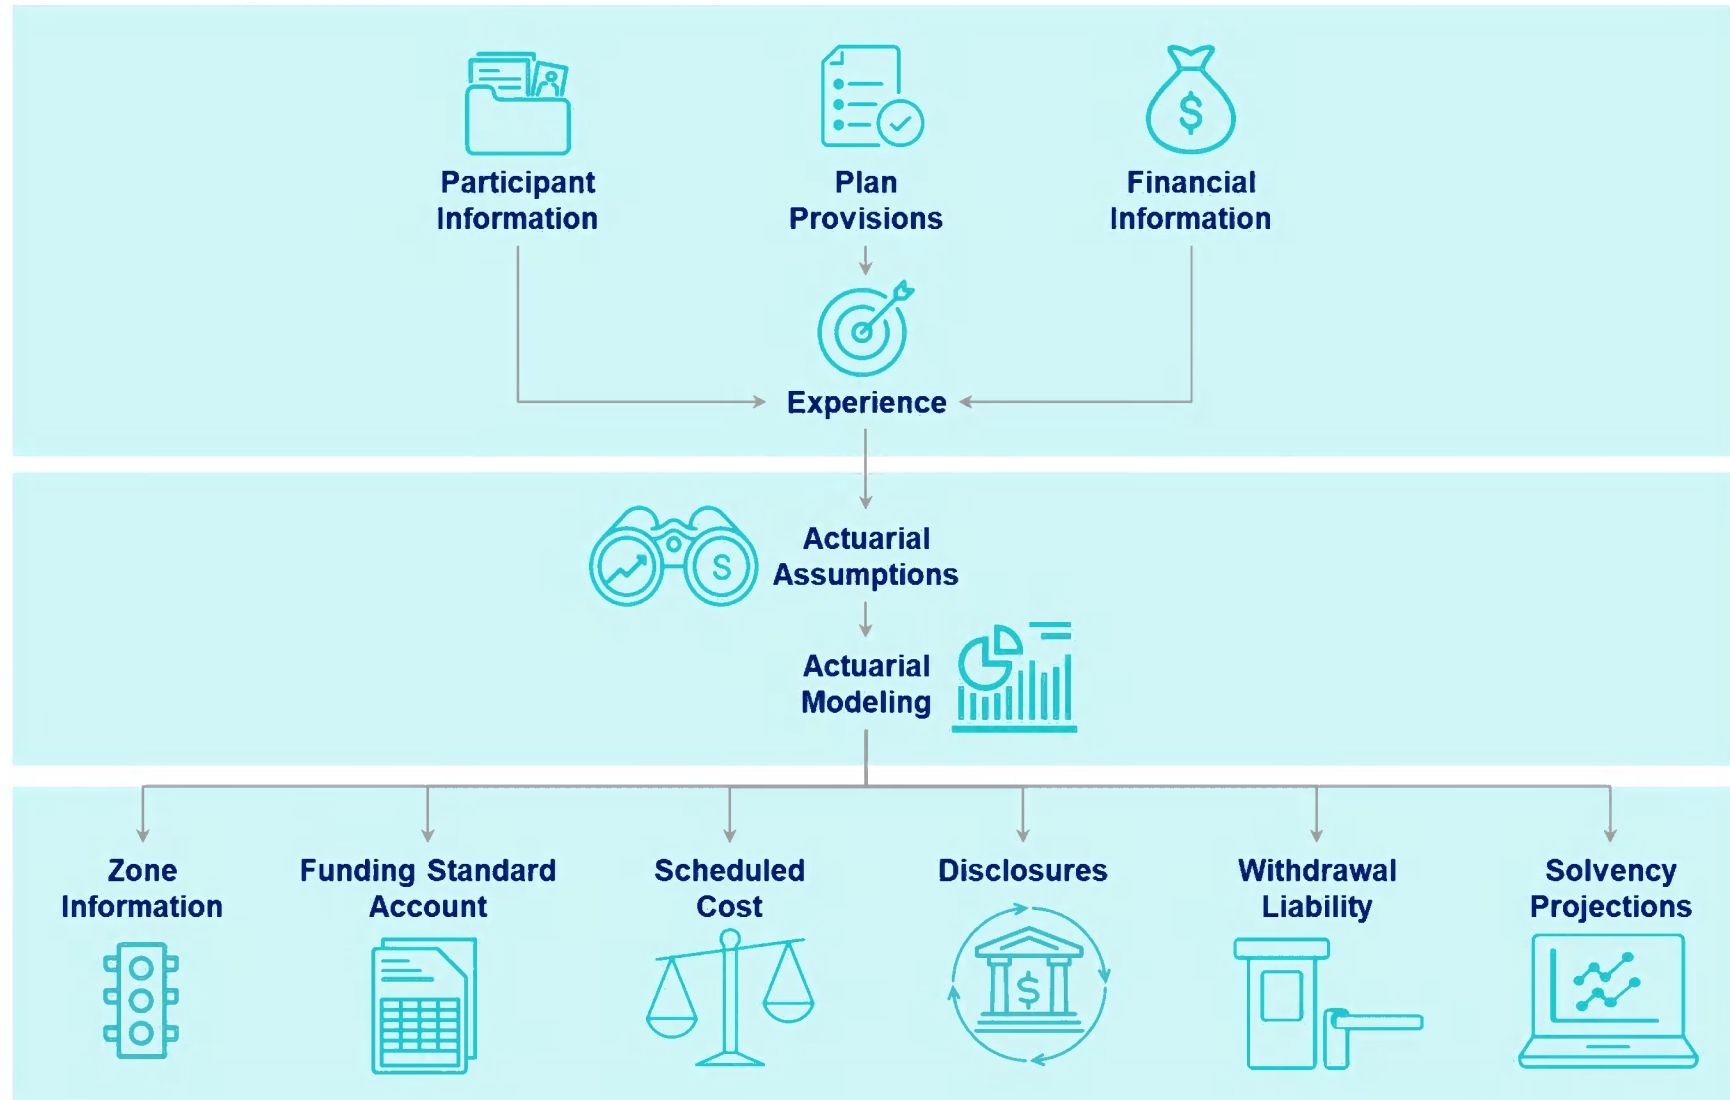 $
Participant
Information
Plan
Provisions
Financial
Information
Experience
S
Actuarial
Assumptions
Actuarial
Modeling
Zone
Information
Funding Standard
Account
Scheduled
Cost
Disclosures
Withdrawal
Liability
Solvency
Projections
$